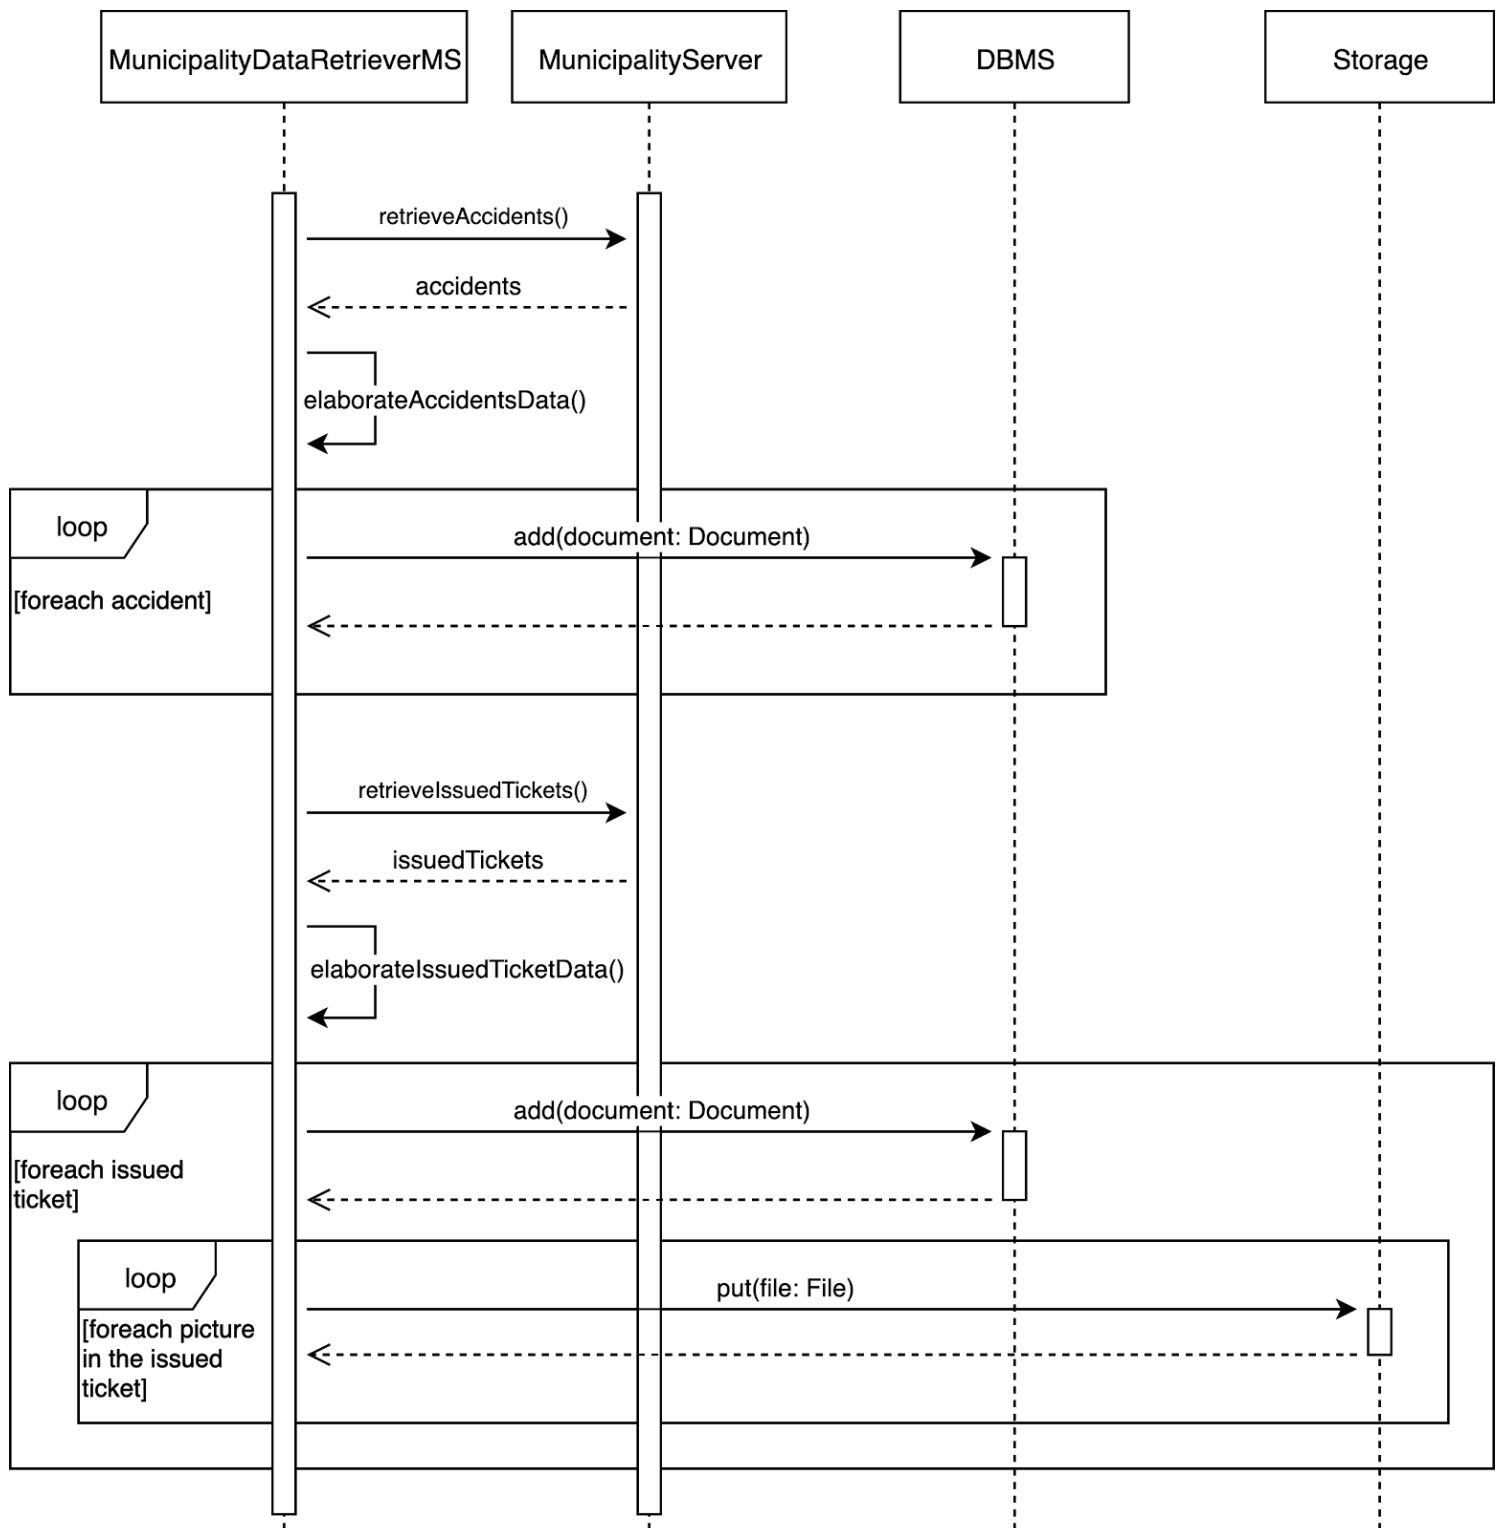 MunicipalityDataRetrieverMS
MunicipalityServer
DBMS
Storage
retrieveAccidents()
accidents
elaborateAccidentsData()
loop
add(document: Document)
[foreach accident]
retrieveIssuedTickets()
issuedTickets
elaborateIssuedTicketData()
loop
add(document: Document)
[foreach issued
ticket]
loop
put(file: File)
[foreach picture
in the issued
ticket]